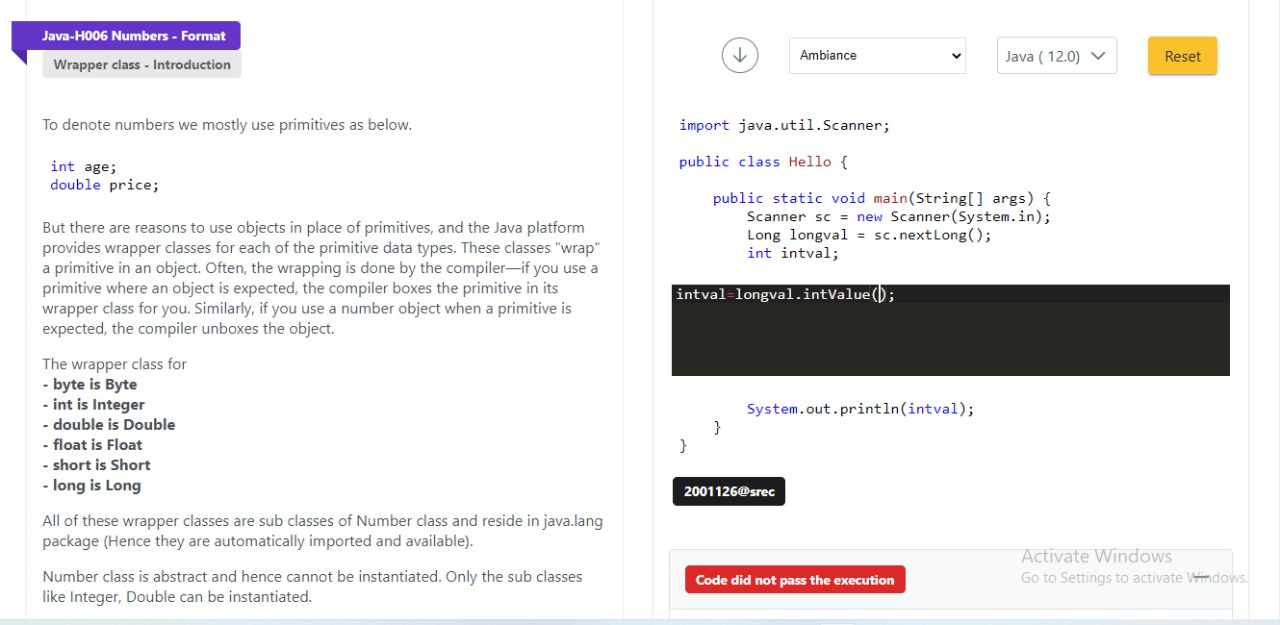 Java-H006 Numbers - Format
Wrapper class - Introduction
To denote numbers we mostly use primitives as below.
int age;
double price;
But there are reasons to use objects in place of primitives, and the Java platform
provides wrapper classes for each of the primitive data types. These classes "wrap"
a primitive in an object. Often, the wrapping is done by the compiler—if you use a
primitive where an object is expected, the compiler boxes the primitive in its
wrapper class for you. Similarly, if you use a number object when a primitive is
expected, the compiler unboxes the object.
The wrapper class for
- byte is Byte
- int is Integer
- double is Double
- float is Float
- short is Short
- long is Long
All of these wrapper classes are sub classes of Number class and reside in java.lang
package (Hence they are automatically imported and available).
Number class is abstract and hence cannot be instantiated. Only the sub classes
like Integer, Double can be instantiated.
Ambiance
Java ( 12.0)
Reset
import java.util.Scanner;
public class Hello {
public static void main(String[] args) {
Scanner sc = new Scanner(System.in);
Long longval = sc.nextLong();
int intval;
intval=longval.intValue();
System.out.println(intval);
}
}
2001126@srec
Code did not pass the execution
Activate Windows
Go to Settings to activate Windows.